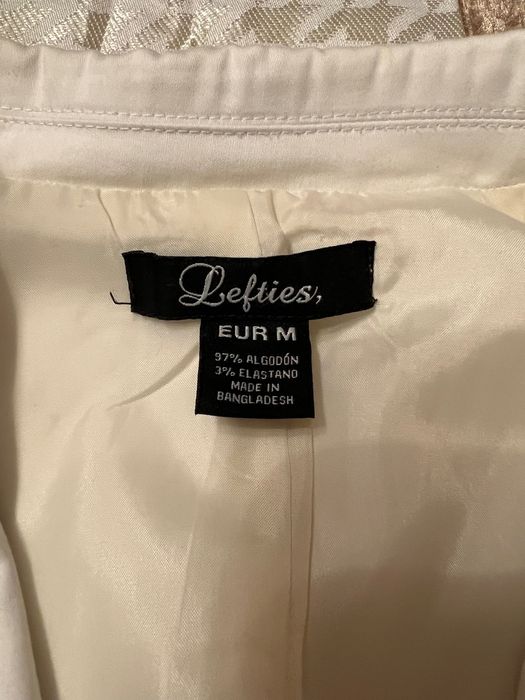 Lefties,
EUR M
97% ALGODÓN
3% ELASTANO
MADE IN
BANGLADESH